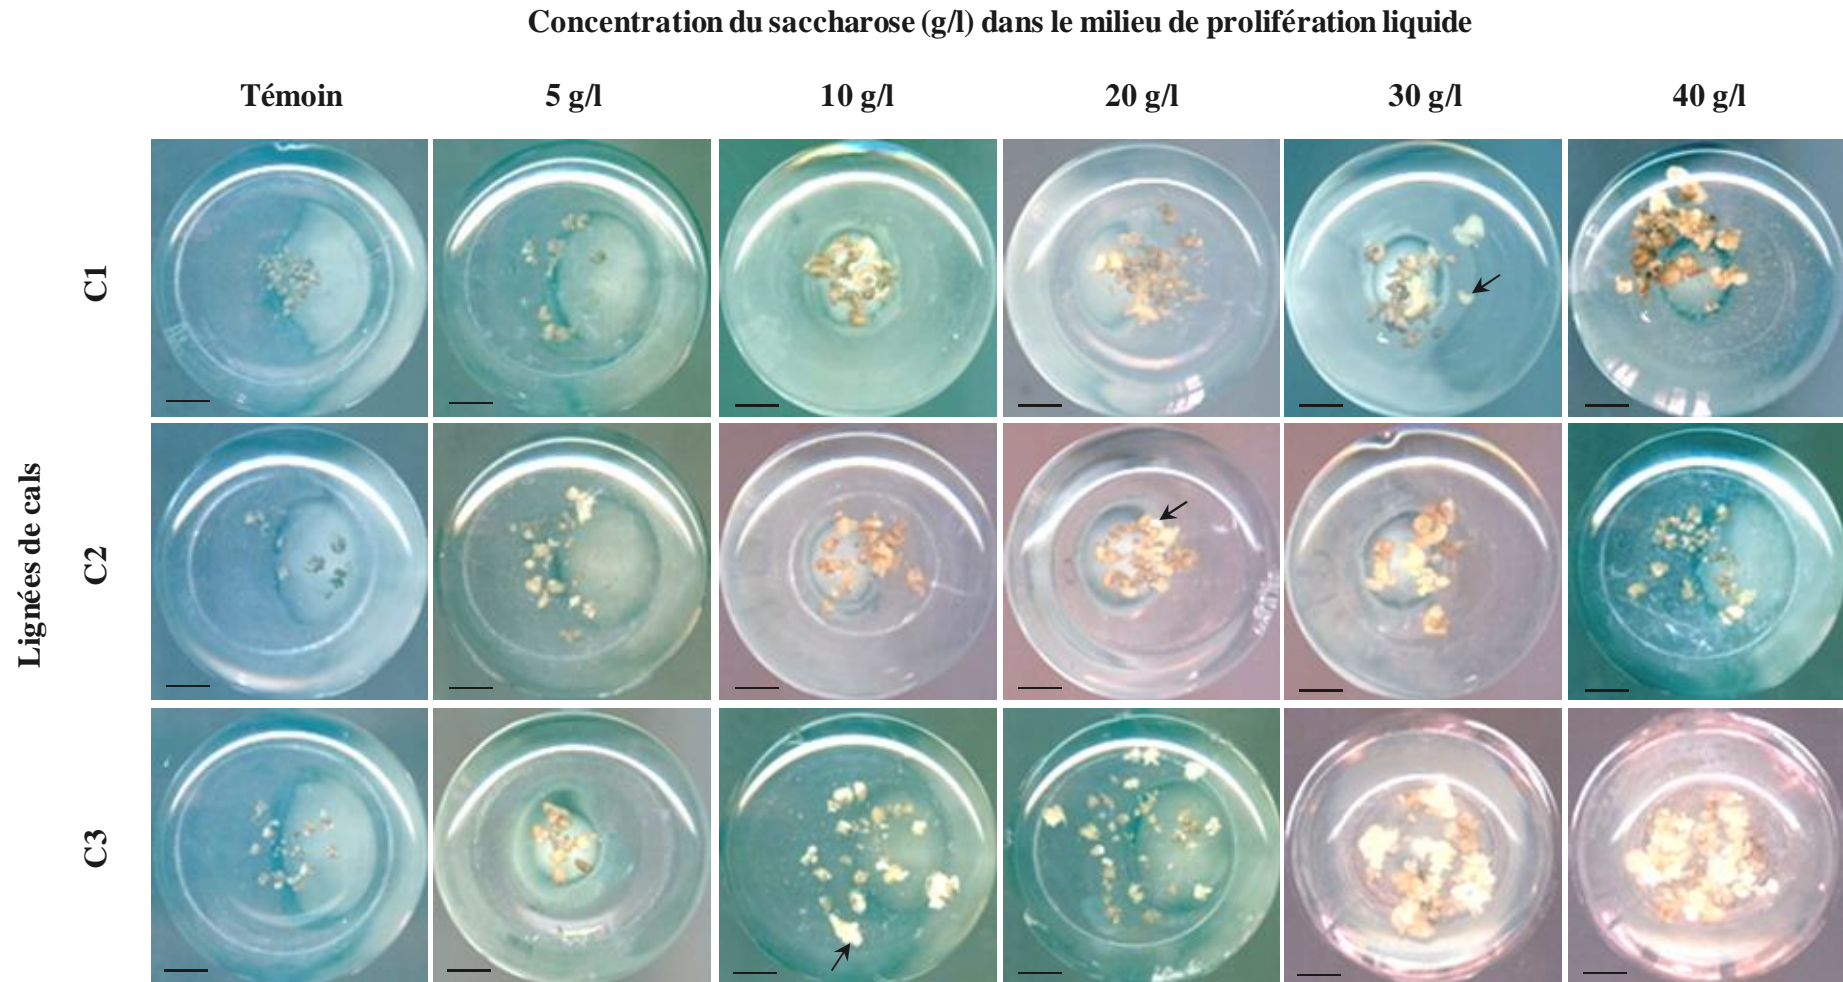 Concentration du saccharose (g/l) dans le milieu de prolifération liquide
Témoin 5 g/l 10 g/l 20 g/l 30 g/l 40 g/l
Lignées de cals
C1
C2
C3